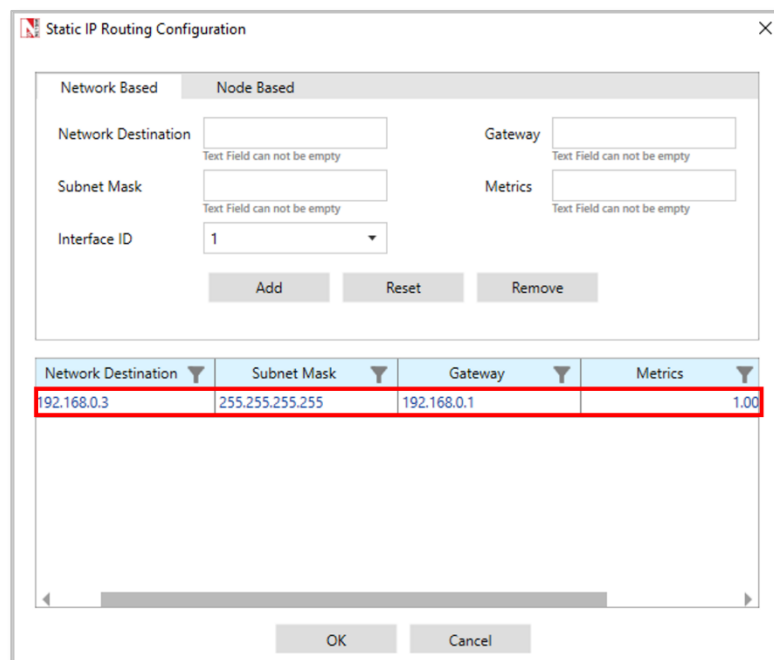 Static IP Routing Configuration
Network Based Node Based
Network Destination Gateway
Text Field can not be empty Text Field can not be empty
Subnet Mask Metrics
Text Field can not be empty Text Field can not be empty
Interface ID 1
Add Reset Remove
Network Destination Subnet Mask Gateway Metrics
192.168.0.3 255.255.255.255 192.168.0.1 1.00
OK Cancel